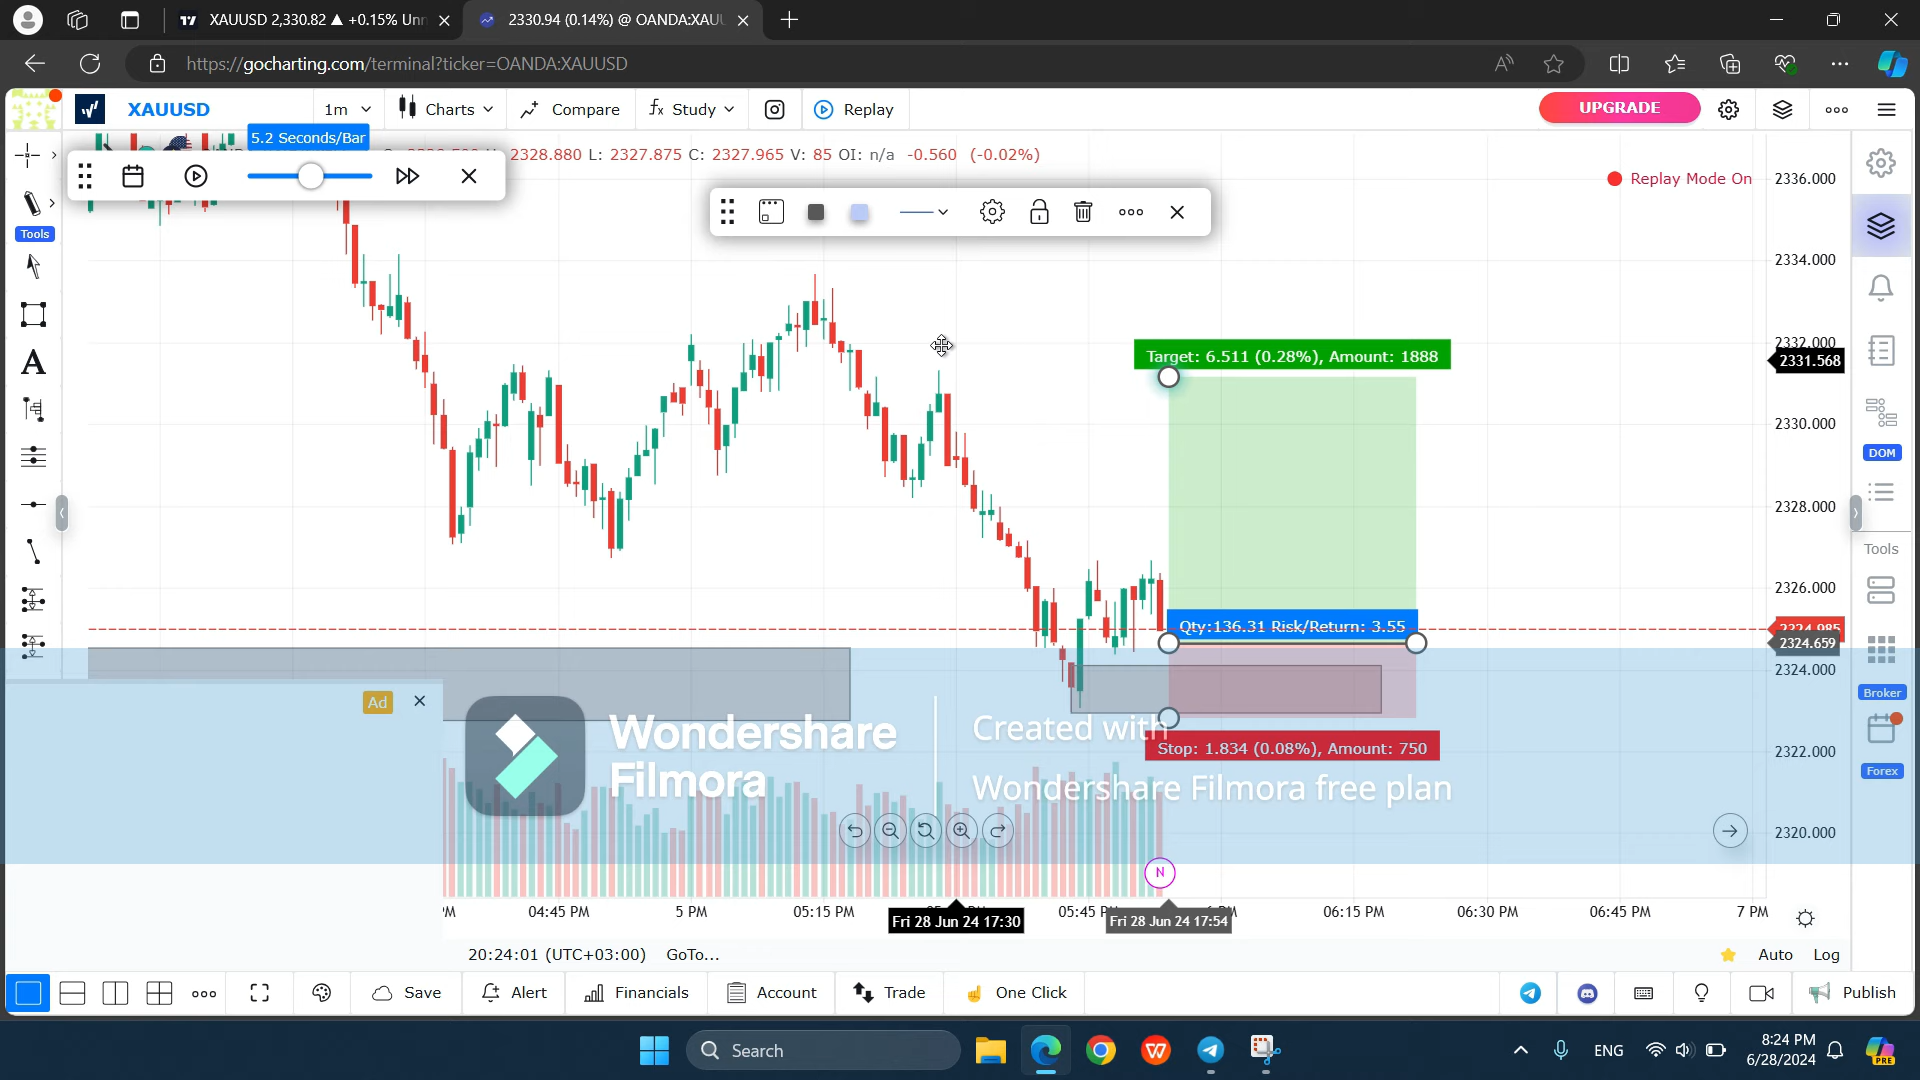 XAUUSD 2,330.82 ▲ +0.15% Unn
2330.94 (0.14%) @ OANDA:XAUU
https://gocharting.com/terminal?ticker=OANDA:XAUUSD
XAUUSD
1m
Charts
Compare
Study
Replay
UPGRADE
5.2 Seconds/Bar
2328.880 L: 2327.875 C: 2327.965 V: 85 OI: n/a -0.560 (-0.02%)
Replay Mode On
2336.000
Tools
2334.000
2332.000
2331.568
Target: 6.511 (0.28%), Amount: 1888
2330.000
DOM
2328.000
Tools
2326.000
Qty:136.31 Risk/Return: 3.55
2324.985
2324.659
2324.000
Broker
Ad
Wondershare
Filmora
Created with
Wondershare Filmora free plan
Stop: 1.834 (0.08%), Amount: 750
2322.000
Forex
2320.000
N
04:45 PM
5 PM
05:15 PM
Fri 28 Jun 24 17:30
05:45
Fri 28 Jun 24 17:54
06:15 PM
06:30 PM
06:45 PM
7 PM
20:24:01 (UTC+03:00)
GoTo...
Auto
Log
Save
Alert
Financials
Account
Trade
One Click
Publish
Search
ENG
8:24 PM
6/28/2024
PRE